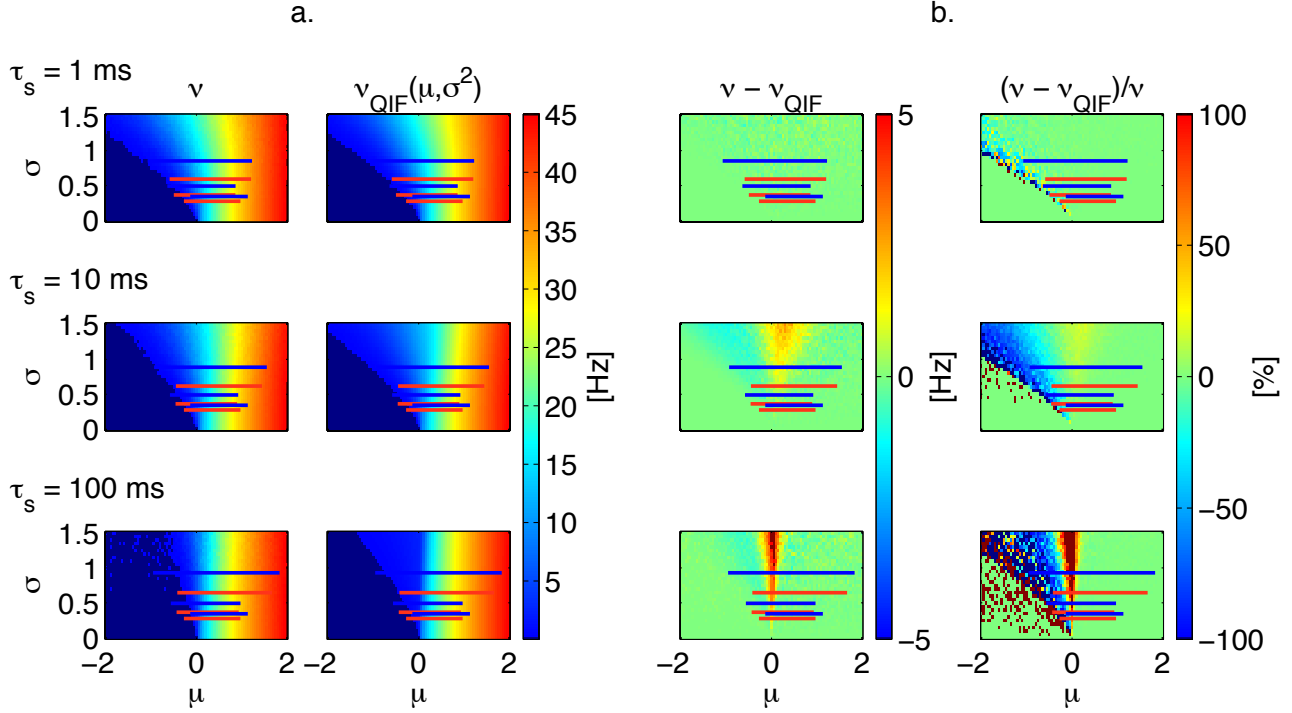 a. b.
τs = 1 ms
ν νQIF(μ,σ²) ν − νQIF (ν − νQIF)/ν
1.5 45 5 100
σ 1
0.5 40
0 35 50
τs = 10 ms
30
1.5
σ 1 25 [Hz] 0 [Hz] 0 [%]
0.5 20
0
15
τs = 100 ms −50
1.5 10
σ 1
0.5 5
0 −5 −100
−2 0 2 −2 0 2 −2 0 2 −2 0 2
μ μ μ μ